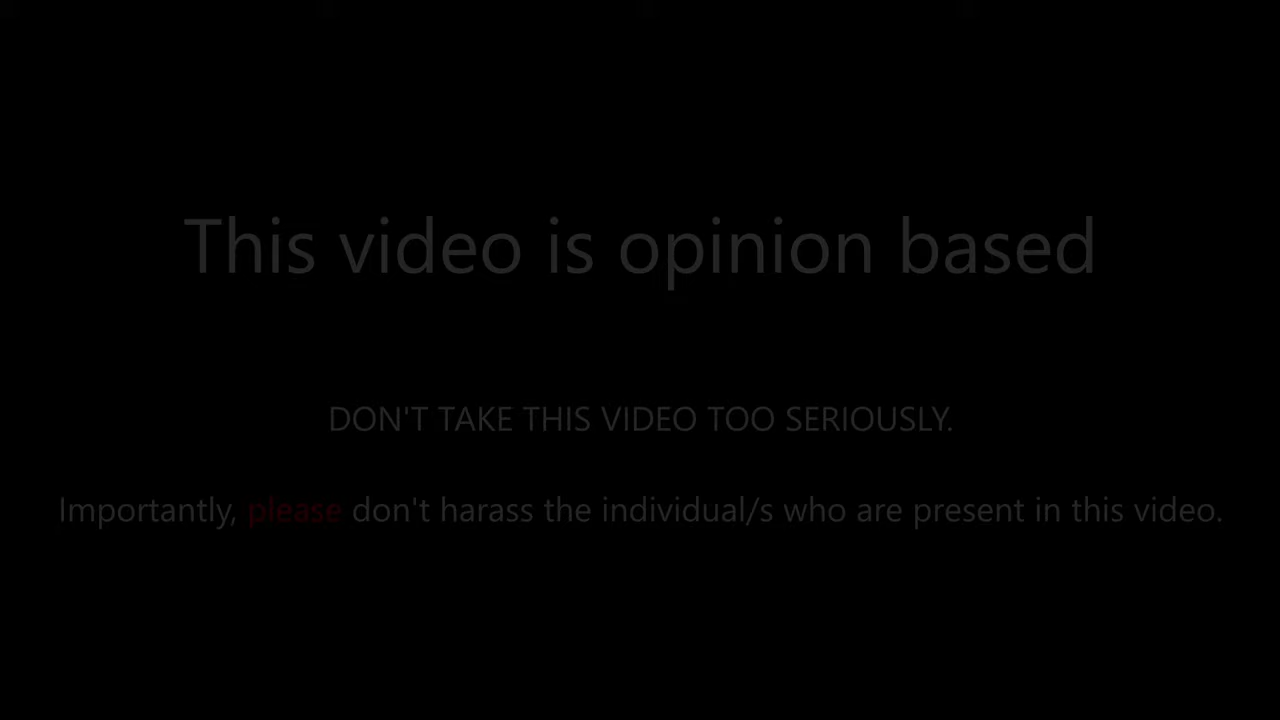 This video is opinion based
DON'T TAKE THIS VIDEO TOO SERIOUSLY.
Importantly, please don't harass the individual/s who are present in this video.